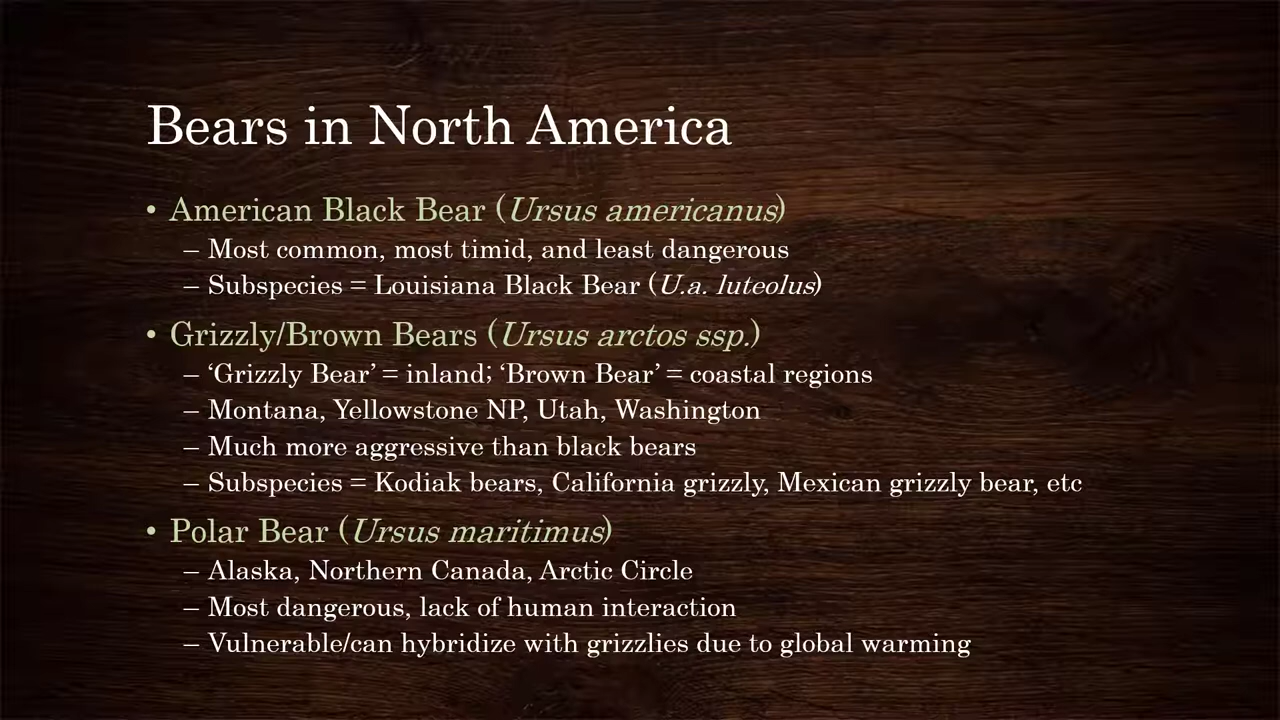 Bears in North America
• American Black Bear (Ursus americanus)
– Most common, most timid, and least dangerous
– Subspecies = Louisiana Black Bear (U.a. luteolus)
• Grizzly/Brown Bears (Ursus arctos ssp.)
– ‘Grizzly Bear’ = inland; ‘Brown Bear’ = coastal regions
– Montana, Yellowstone NP, Utah, Washington
– Much more aggressive than black bears
– Subspecies = Kodiak bears, California grizzly, Mexican grizzly bear, etc
• Polar Bear (Ursus maritimus)
– Alaska, Northern Canada, Arctic Circle
– Most dangerous, lack of human interaction
– Vulnerable/can hybridize with grizzlies due to global warming